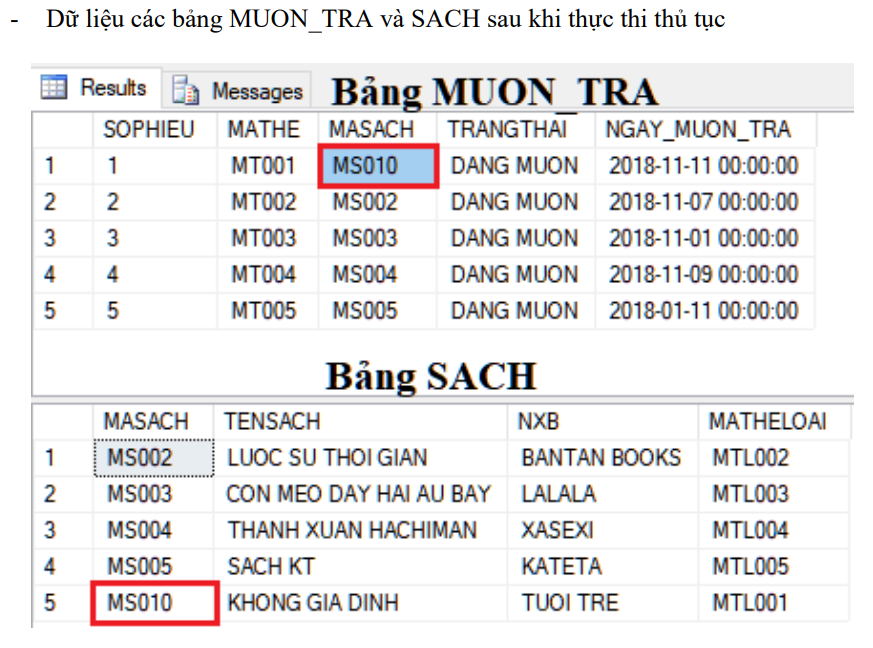 - Dữ liệu các bảng MUON_TRA và SACH sau khi thực thi thủ tục
Results Messages Bảng MUON_TRA
SOPHIEU MATHE MASACH TRANGTHAI NGAY_MUON_TRA
1 1 MT001 MS010 DANG MUON 2018-11-11 00:00:00
2 2 MT002 MS002 DANG MUON 2018-11-07 00:00:00
3 3 MT003 MS003 DANG MUON 2018-11-01 00:00:00
4 4 MT004 MS004 DANG MUON 2018-11-09 00:00:00
5 5 MT005 MS005 DANG MUON 2018-01-11 00:00:00
Bảng SACH
MASACH TENSACH NXB MATHELOAI
1 MS002 LUOC SU THOI GIAN BANTAN BOOKS MTL002
2 MS003 CON MEO DAY HAI AU BAY LALALA MTL003
3 MS004 THANH XUAN HACHIMAN XASEXI MTL004
4 MS005 SACH KT KATETA MTL005
5 MS010 KHONG GIA DINH TUOI TRE MTL001